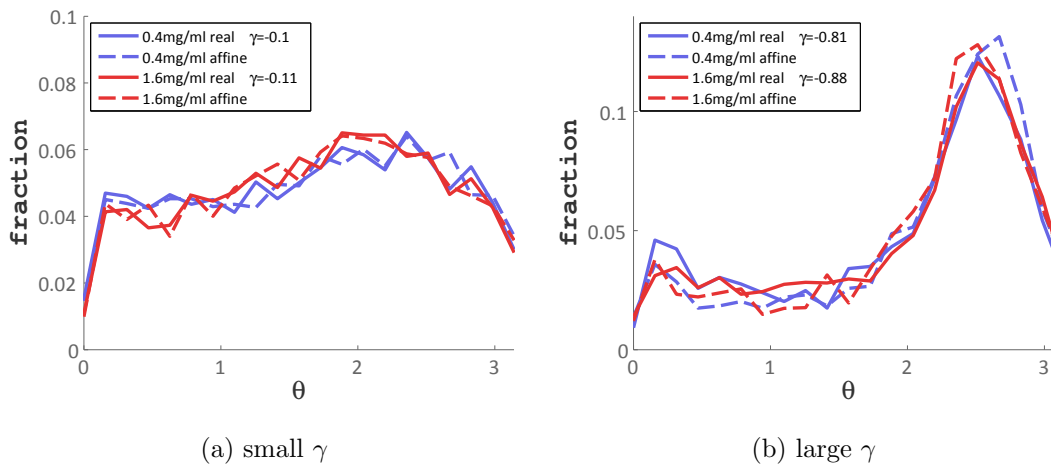 0.1
0.08
0.06
0.04
0.02
0
fraction
0.4mg/ml real γ=-0.1
0.4mg/ml affine
1.6mg/ml real γ=-0.11
1.6mg/ml affine
0 1 2 3
θ
(a) small γ
0.1
0.05
0
fraction
0.4mg/ml real γ=-0.81
0.4mg/ml affine
1.6mg/ml real γ=-0.88
1.6mg/ml affine
0 1 2 3
θ
(b) large γ